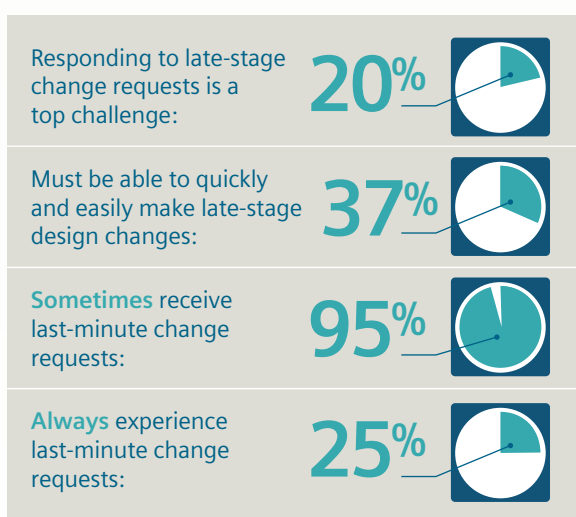 Responding to late-stage
change requests is a
top challenge:
20%
Must be able to quickly
and easily make late-stage
design changes:
37%
Sometimes receive
last-minute change
requests:
95%
Always experience
last-minute change
requests:
25%